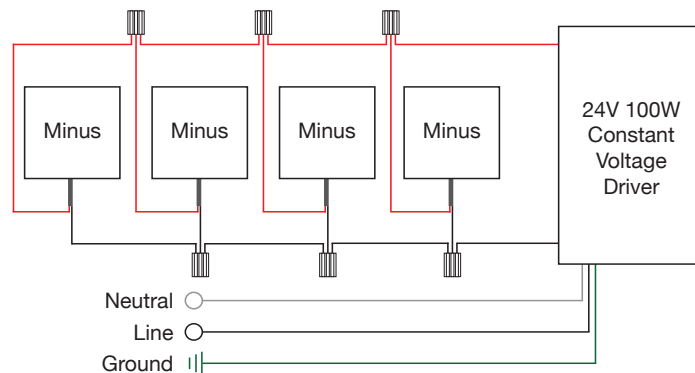 Minus
Minus
Minus
Minus
24V 100W
Constant
Voltage
Driver
Neutral
Line
Ground